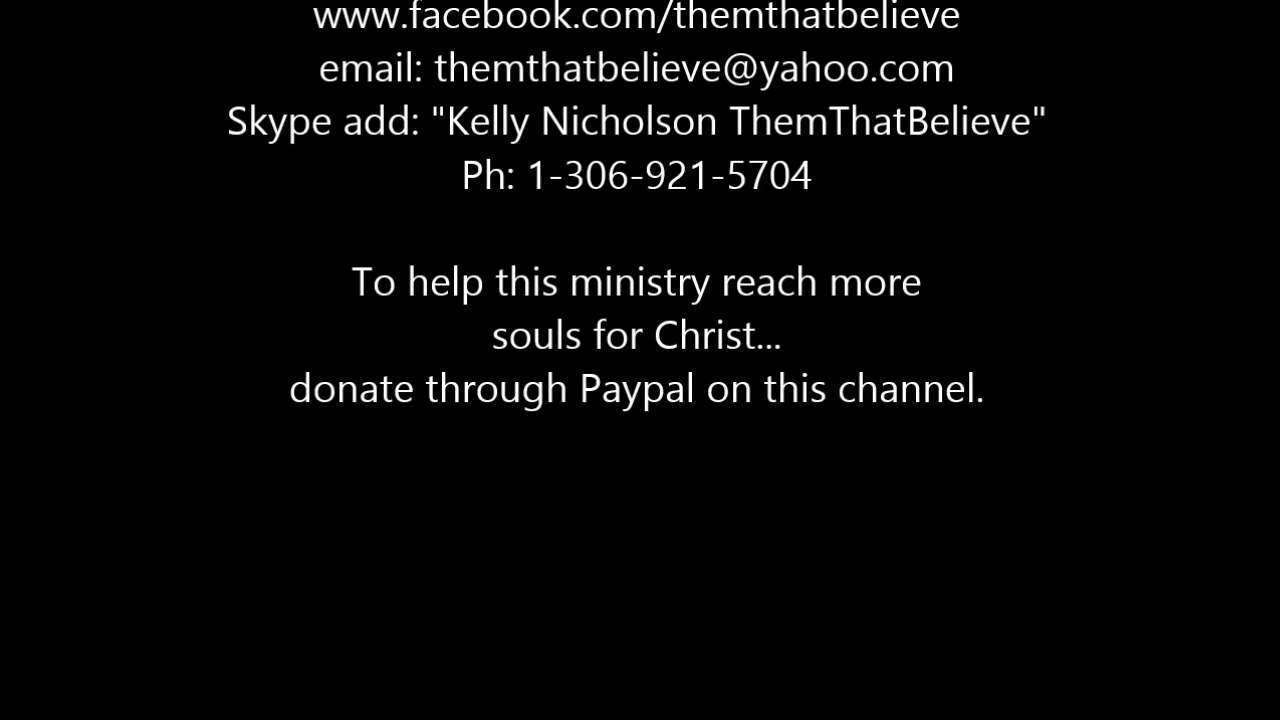 www.facebook.com/themthatbelieve
email: themthatbelieve@yahoo.com
Skype add: "Kelly Nicholson ThemThatBelieve"
Ph: 1-306-921-5704
To help this ministry reach more
souls for Christ...
donate through Paypal on this channel.